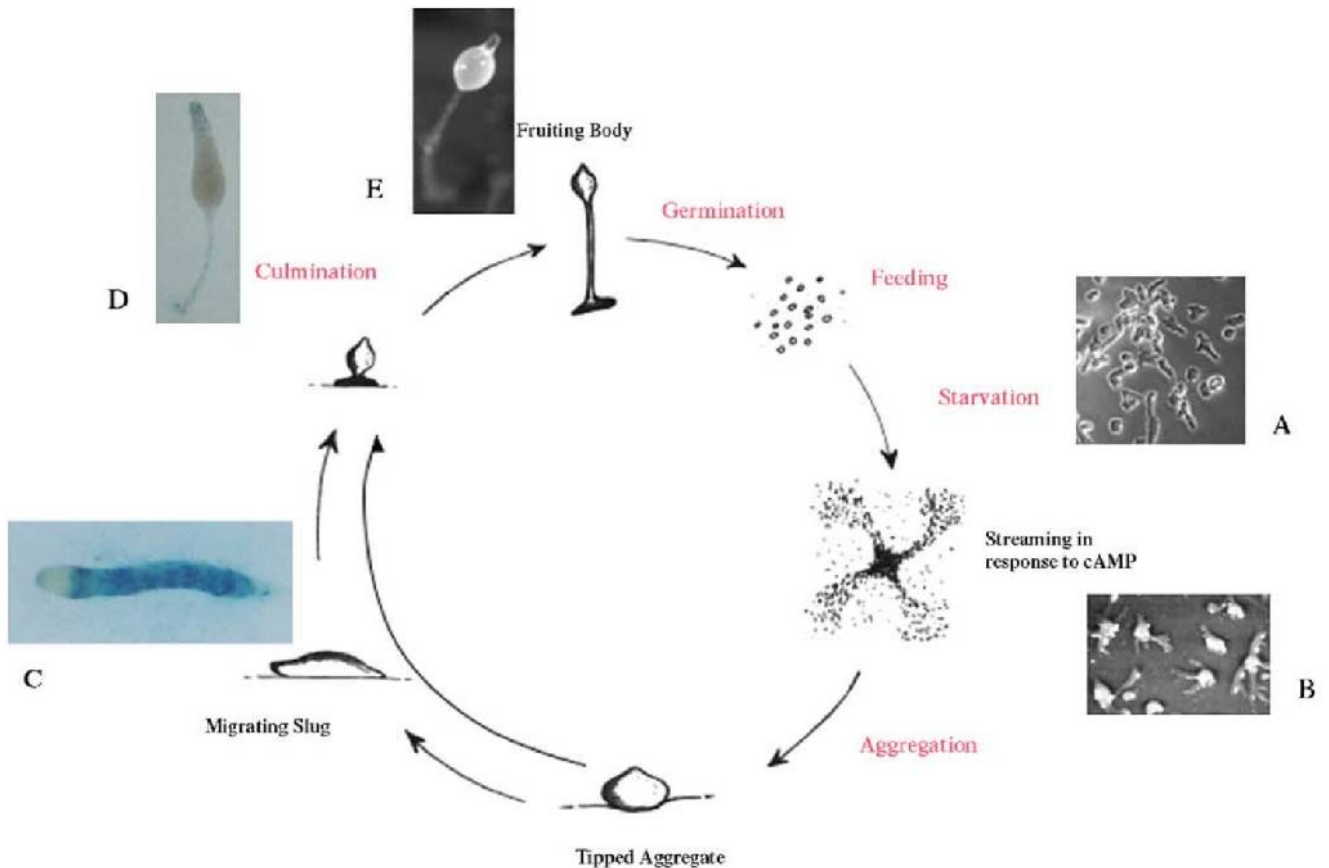 E
Fruiting Body
Germination
D
Culmination
Feeding
Starvation
A
Streaming in
response to cAMP
C
B
Migrating Slug
Aggregation
Tipped Aggregate